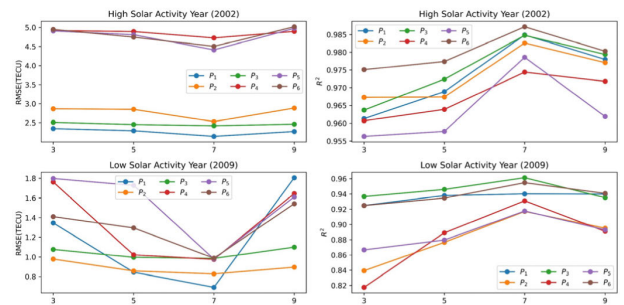 High Solar Activity Year (2002)
RMSE(TECU)
5.0
4.5
4.0
3.5
3.0
2.5
P1 P3 P5
P2 P4 P6
3 5 7 9
High Solar Activity Year (2002)
R²
0.985
0.980
0.975
0.970
0.965
0.960
0.955
P1 P3 P5
P2 P4 P6
3 5 7 9
Low Solar Activity Year (2009)
RMSE(TECU)
1.8
1.6
1.4
1.2
1.0
0.8
P1 P3 P5
P2 P4 P6
3 5 7 9
Low Solar Activity Year (2009)
R²
0.96
0.94
0.92
0.90
0.88
0.86
0.84
0.82
P1 P3 P5
P2 P4 P6
3 5 7 9